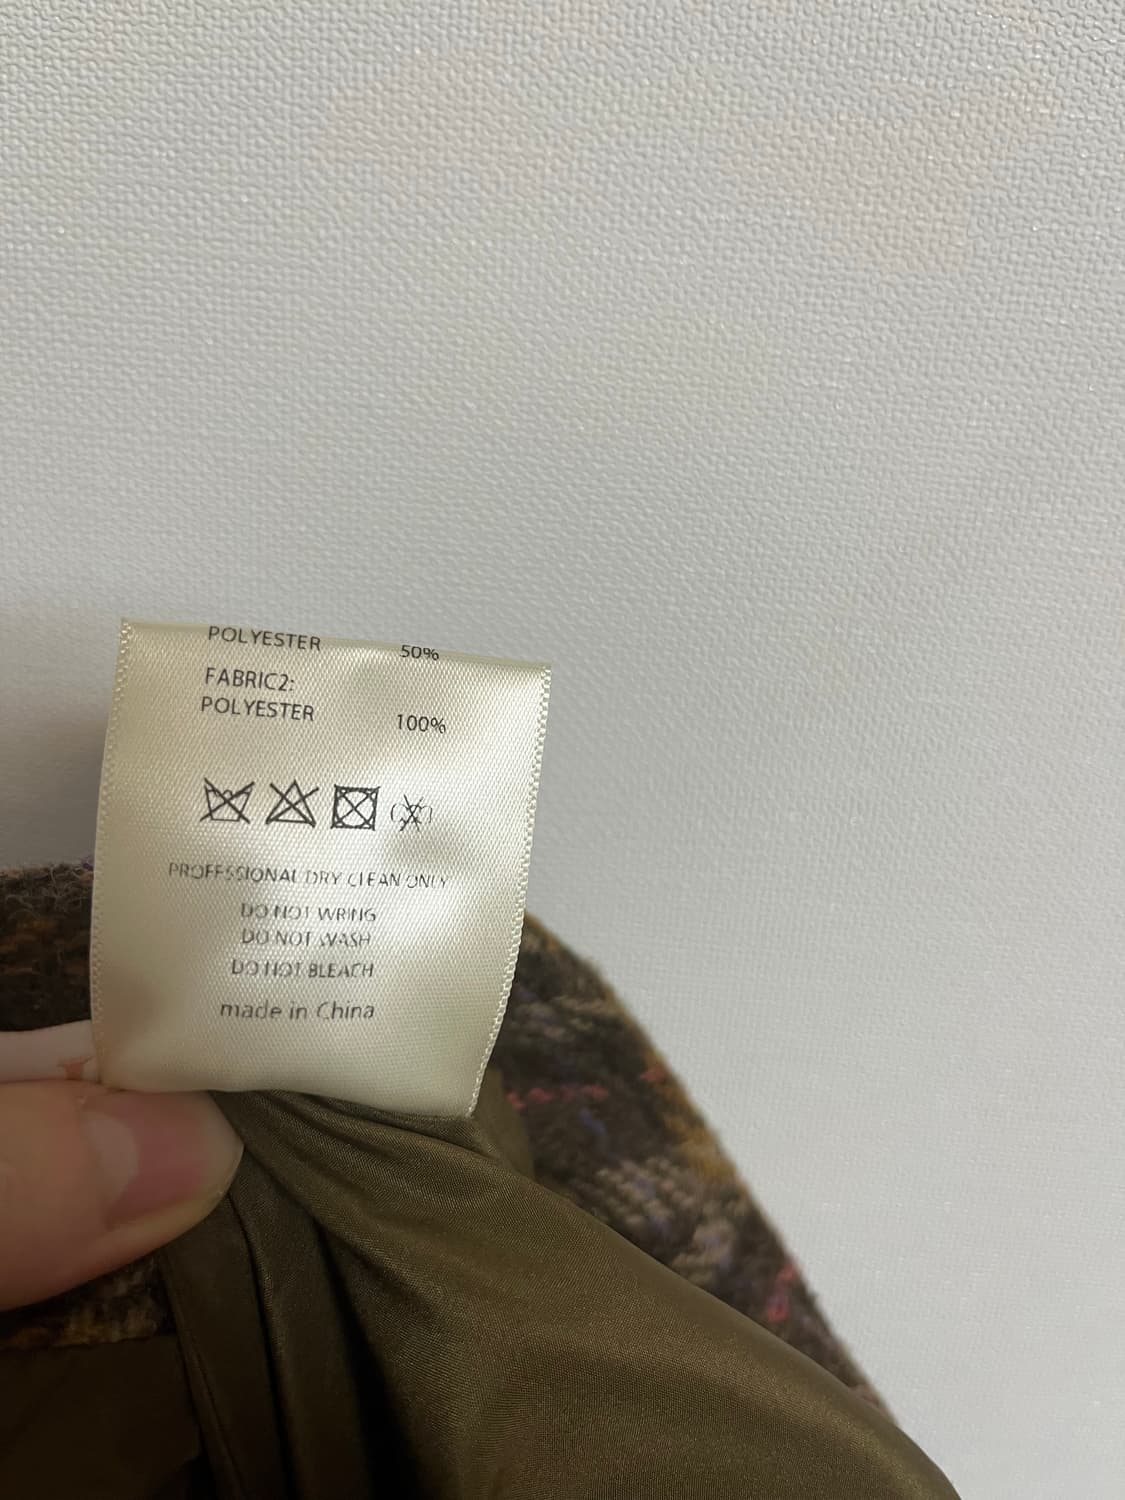 POLYESTER 50%
FABRIC2:
POLYESTER 100%
PROFESSIONAL DRY CLEAN ONLY
DO NOT WRING
DO NOT WASH
DO NOT BLEACH
made in China